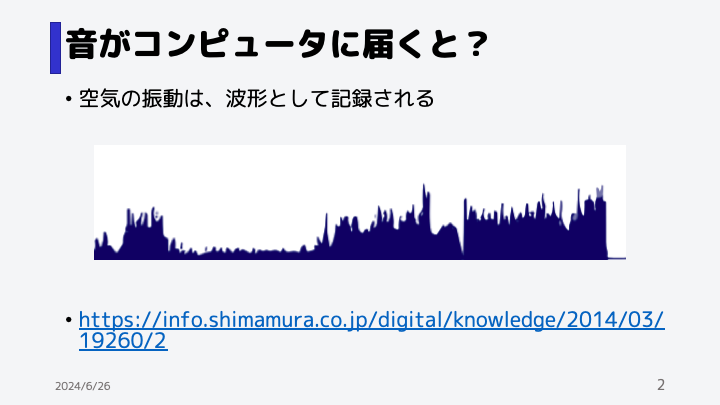 音がコンピュータに届くと？
• 空気の振動は、波形として記録される
• https://info.shimamura.co.jp/digital/knowledge/2014/03/
19260/2
2024/6/26
2